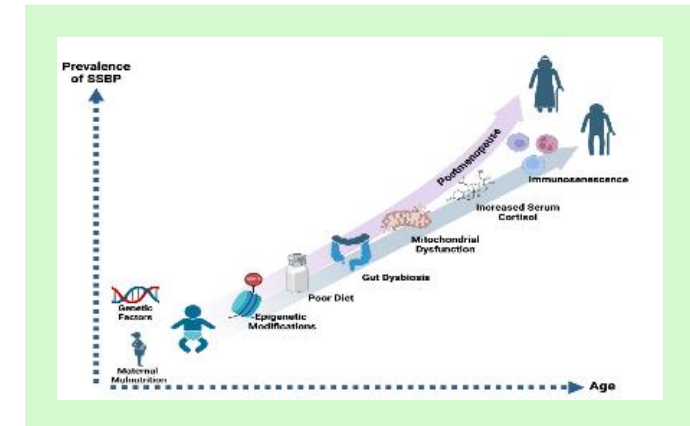 Prevalence
of SSBP
Postmenopause
Immunosenescence
Increased Serum
Cortisol
Mitochondrial
Dysfunction
Gut Dysbiosis
Poor Diet
Epigenetic
Modifications
Genetic
Factors
Maternal
Malnutrition
Age